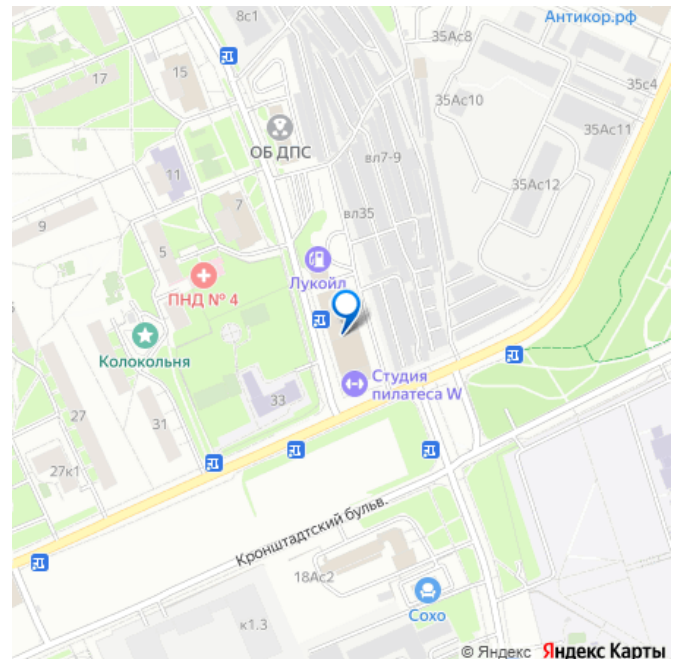 Антикор.рф
8с1
35Ас8
15
17
35с4
35Ас10
ОБ ДПС
35Ас11
вл7-9
11
35Ас12
7
вл35
9
5
Лукойл
ПНД № 4
Колокольня
Студия
пилатеса W
33
27
31
27к1
Кронштадтский бульв.
18Ас2
Сохо
к1.3
© Яндекс Яндекс Карты